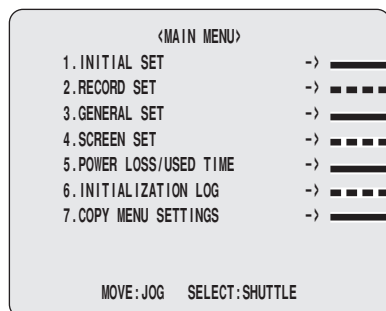 <MAIN MENU>
1.INITIAL SET ->
2.RECORD SET ->
3.GENERAL SET ->
4.SCREEN SET ->
5.POWER LOSS/USED TIME ->
6.INITIALIZATION LOG ->
7.COPY MENU SETTINGS ->
MOVE:JOG SELECT:SHUTTLE